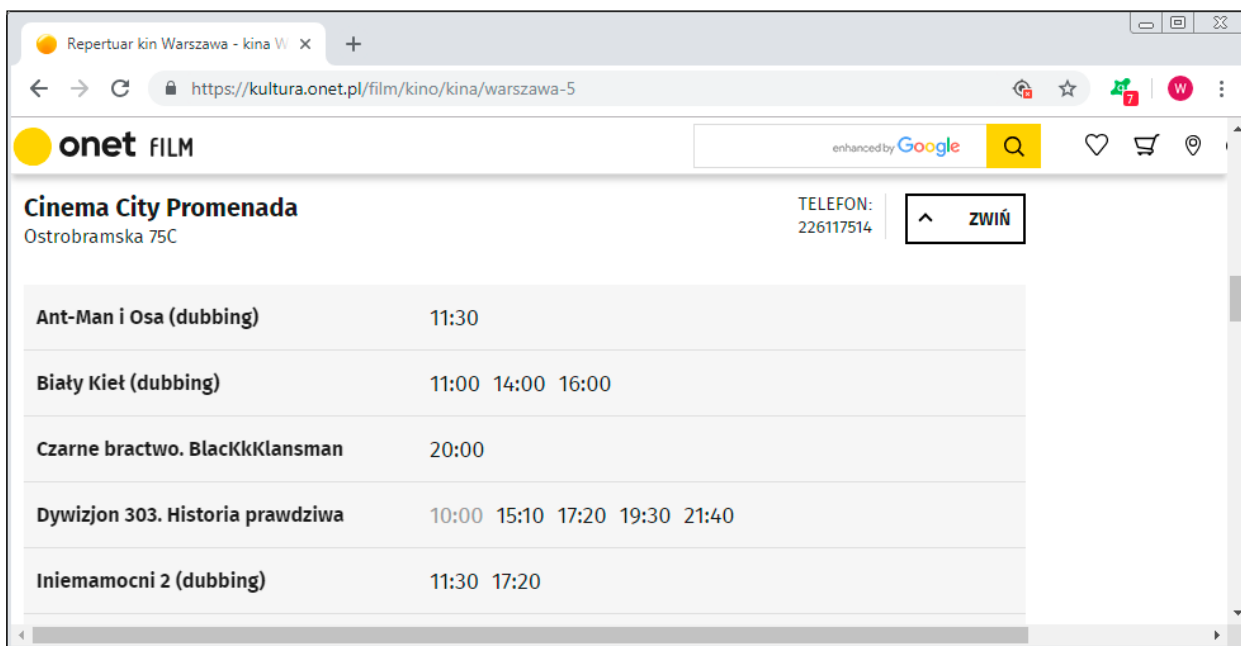 Repertuar kin Warszawa - kina W
https://kultura.onet.pl/film/kino/kina/warszawa-5
7
W
onet FILM
enhanced by Google
Cinema City Promenada
Ostrobramska 75C
TELEFON:
226117514
ZWIŃ
Ant-Man i Osa (dubbing) 11:30
Biały Kieł (dubbing) 11:00 14:00 16:00
Czarne bractwo. BlacKkKlansman 20:00
Dywizjon 303. Historia prawdziwa 10:00 15:10 17:20 19:30 21:40
Iniemamocni 2 (dubbing) 11:30 17:20